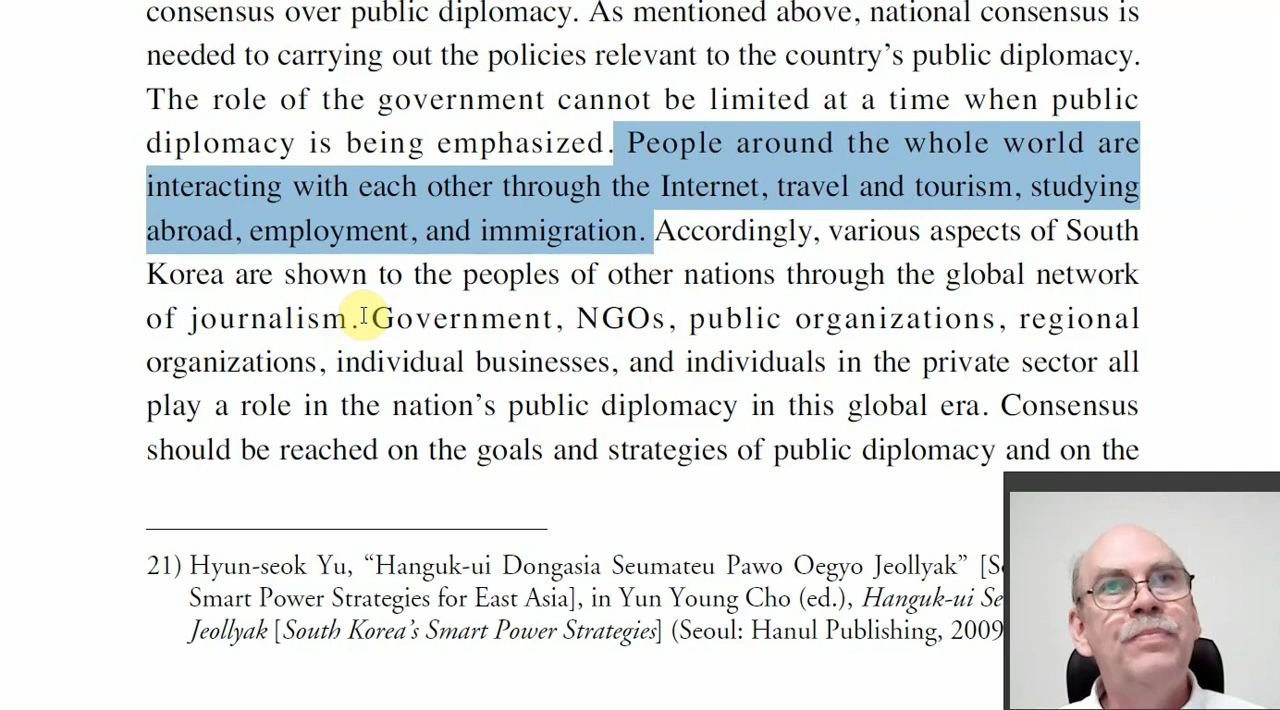 consensus over public diplomacy. As mentioned above, national consensus is
needed to carrying out the policies relevant to the country’s public diplomacy.
The role of the government cannot be limited at a time when public
diplomacy is being emphasized. People around the whole world are
interacting with each other through the Internet, travel and tourism, studying
abroad, employment, and immigration. Accordingly, various aspects of South
Korea are shown to the peoples of other nations through the global network
of journalism. Government, NGOs, public organizations, regional
organizations, individual businesses, and individuals in the private sector all
play a role in the nation’s public diplomacy in this global era. Consensus
should be reached on the goals and strategies of public diplomacy and on the
21) Hyun-seok Yu, “Hanguk-ui Dongasia Seumateu Pawo Oegyo Jeollyak”
Smart Power Strategies for East Asia], in Yun Young Cho (ed.), Hanguk-ui
Jeollyak [South Korea’s Smart Power Strategies] (Seoul: Hanul Publishing, 2009